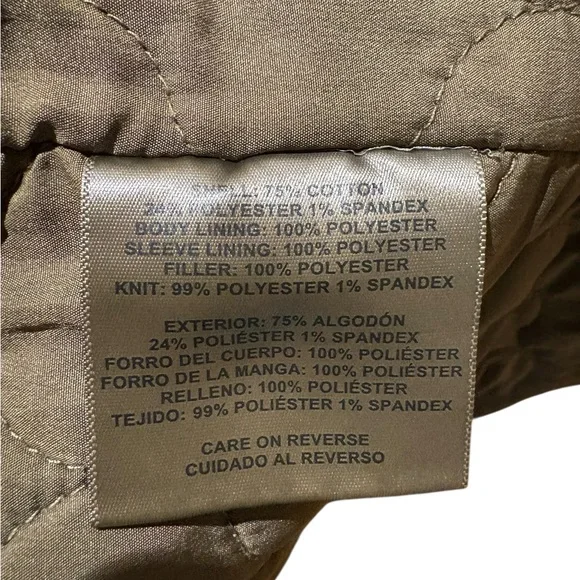 SHELL: 75% COTTON
24% POLYESTER 1% SPANDEX
BODY LINING: 100% POLYESTER
SLEEVE LINING: 100% POLYESTER
FILLER: 100% POLYESTER
KNIT: 99% POLYESTER 1% SPANDEX
EXTERIOR: 75% ALGODÓN
24% POLIÉSTER 1% SPANDEX
FORRO DEL CUERPO: 100% POLIÉSTER
FORRO DE LA MANGA: 100% POLIÉSTER
RELLENO: 100% POLIÉSTER
TEJIDO: 99% POLIÉSTER 1% SPANDEX
CARE ON REVERSE
CUIDADO AL REVERSO